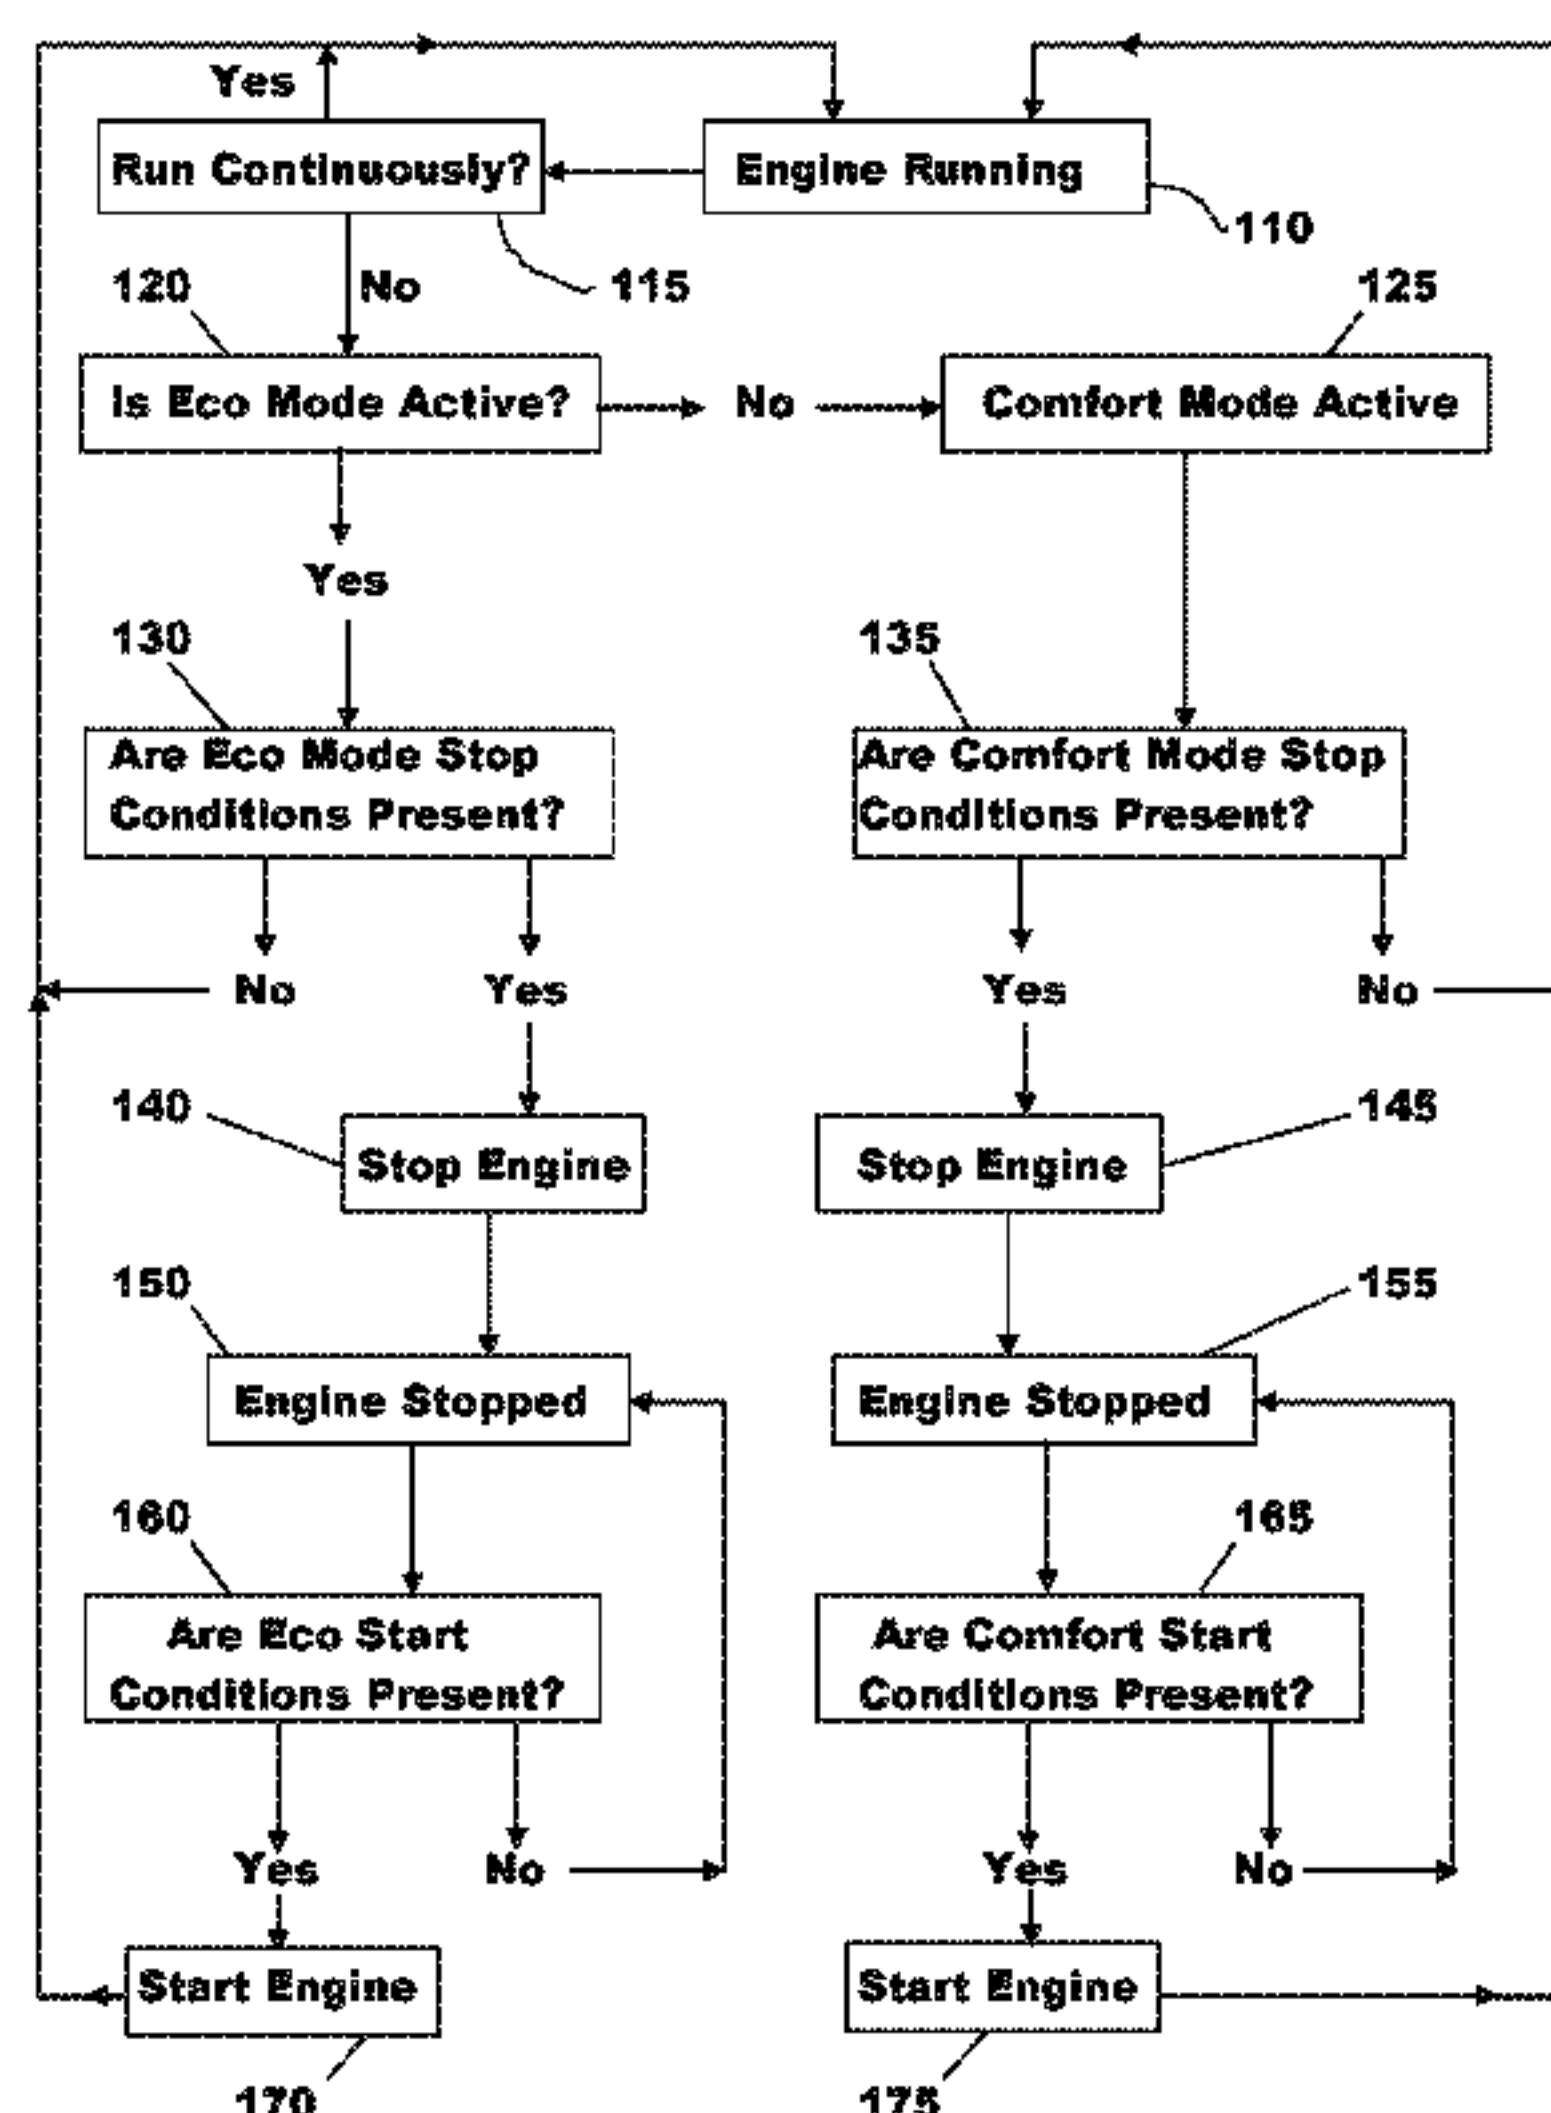 Yes
Run Continuously?
Engine Running
110
120
No
115
125
Is Eco Mode Active?
No
Comfort Mode Active
Yes
130
135
Are Eco Mode Stop
Conditions Present?
Are Comfort Mode Stop
Conditions Present?
No
Yes
Yes
No
140
145
Stop Engine
Stop Engine
150
155
Engine Stopped
Engine Stopped
160
165
Are Eco Start
Conditions Present?
Are Comfort Start
Conditions Present?
Yes
No
Yes
No
Start Engine
Start Engine
170
175